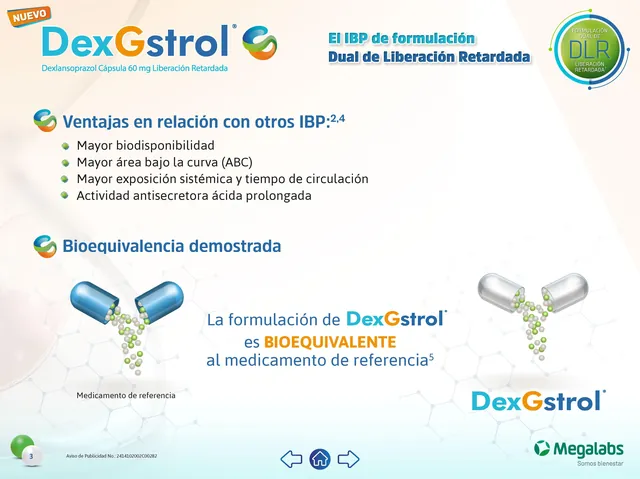 NUEVO
DexGstrol®
Dexlansoprazol Cápsula 60 mg Liberación Retardada
El IBP de formulación
Dual de Liberación Retardada
FORMULACIÓN
DUAL DE
DLR
LIBERACIÓN
RETARDADA
Ventajas en relación con otros IBP:2,4
Mayor biodisponibilidad
Mayor área bajo la curva (ABC)
Mayor exposición sistémica y tiempo de circulación
Actividad antisecretora ácida prolongada
Bioequivalencia demostrada
La formulación de DexGstrol®
es BIOEQUIVALENTE
al medicamento de referencia5
Medicamento de referencia
DexGstrol®
3
Aviso de Publicidad No.: 2414102002C00282
Megalabs
Somos bienestar